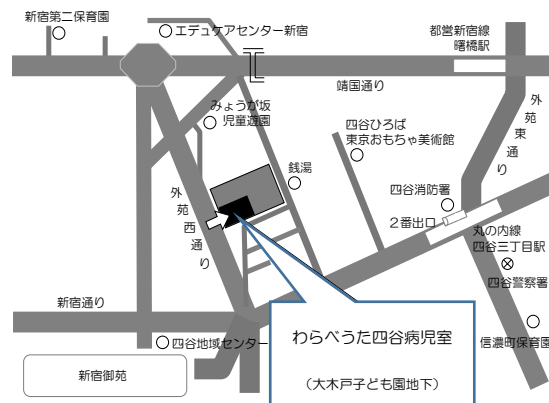 新宿第二保育園
エデュケアセンター新宿
都営新宿線
曙橋駅
靖国通り
外苑東通り
みょうが坂
児童遊園
四谷ひろば
東京おもちゃ美術館
銭湯
四谷消防署
外苑西通り
2番出口
丸の内線
四谷三丁目駅
四谷警察署
新宿通り
わらべうた四谷病児室
(大木戸子ども園地下)
四谷地域センター
信濃町保育園
新宿御苑